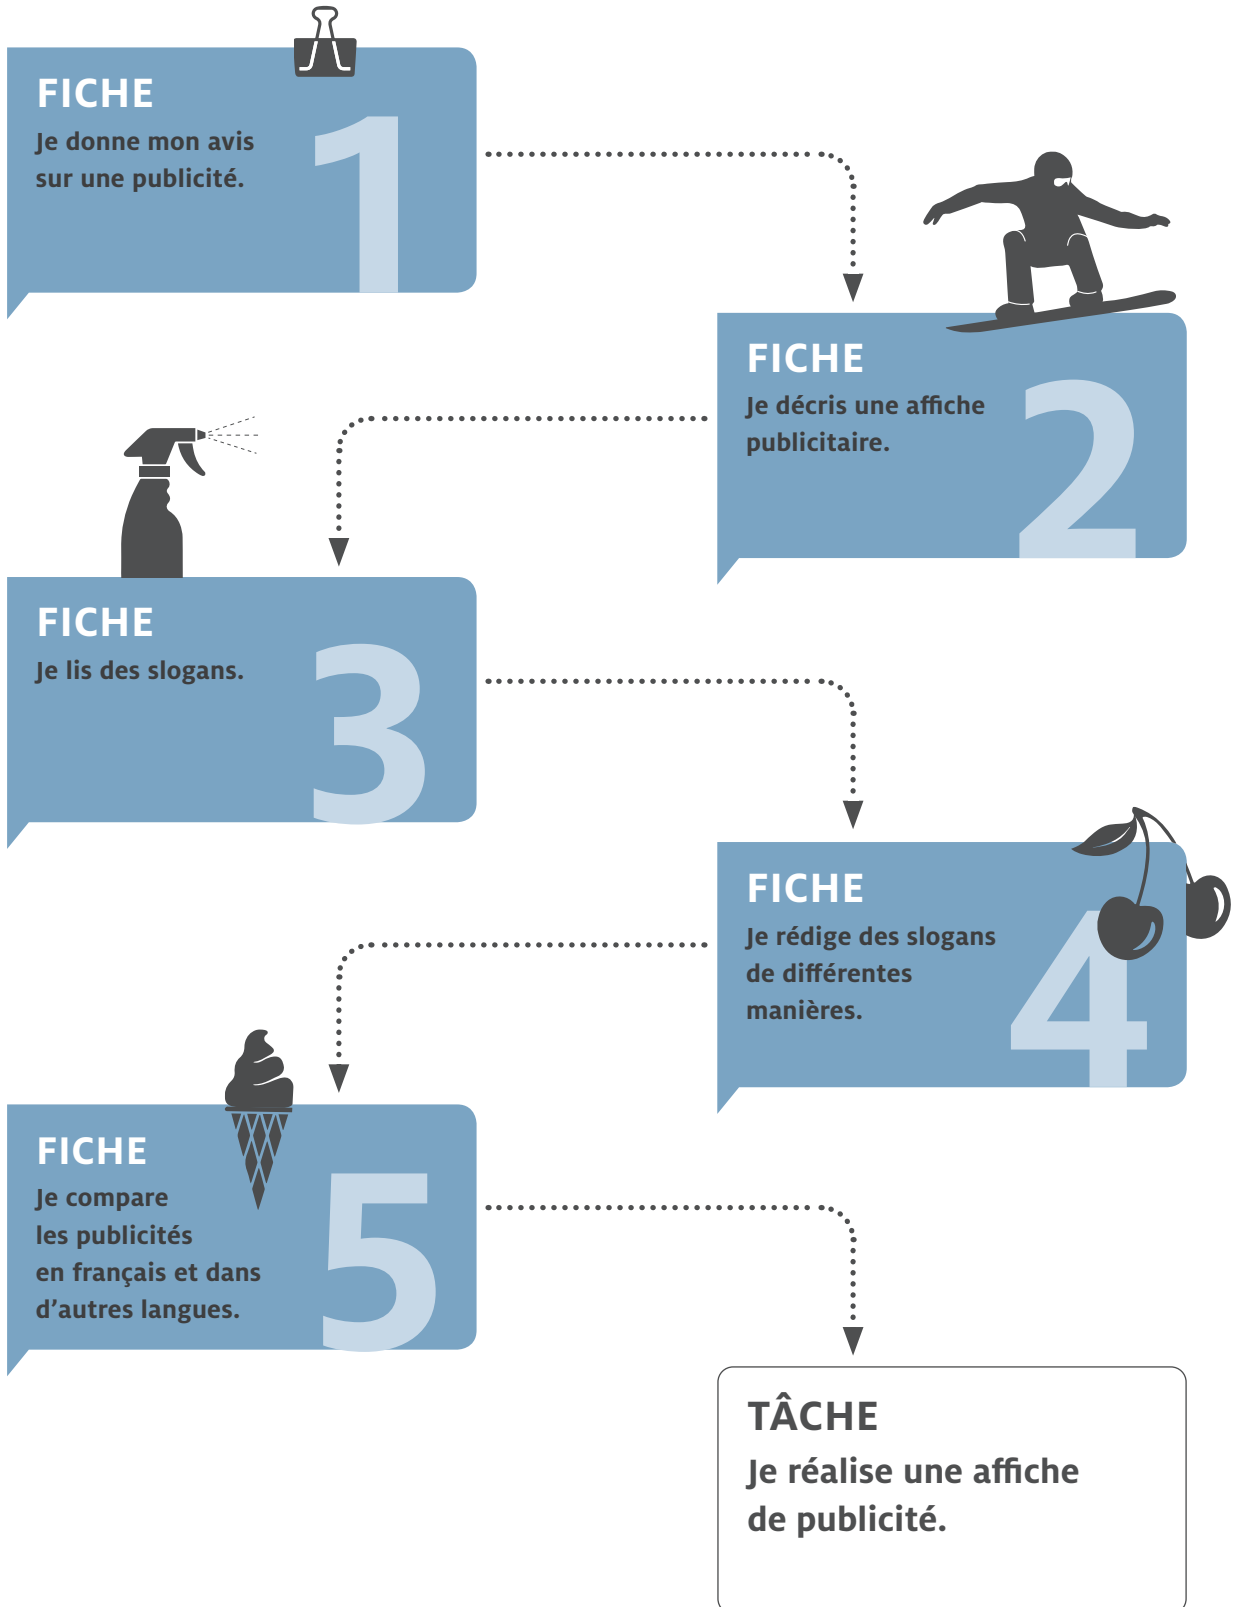 FICHE
1
Je donne mon avis
sur une publicité.
FICHE
2
Je décris une affiche
publicitaire.
FICHE
3
Je lis des slogans.
FICHE
4
Je rédige des slogans
de différentes
manières.
FICHE
5
Je compare
les publicités
en français et dans
d’autres langues.
TÂCHE
Je réalise une affiche
de publicité.